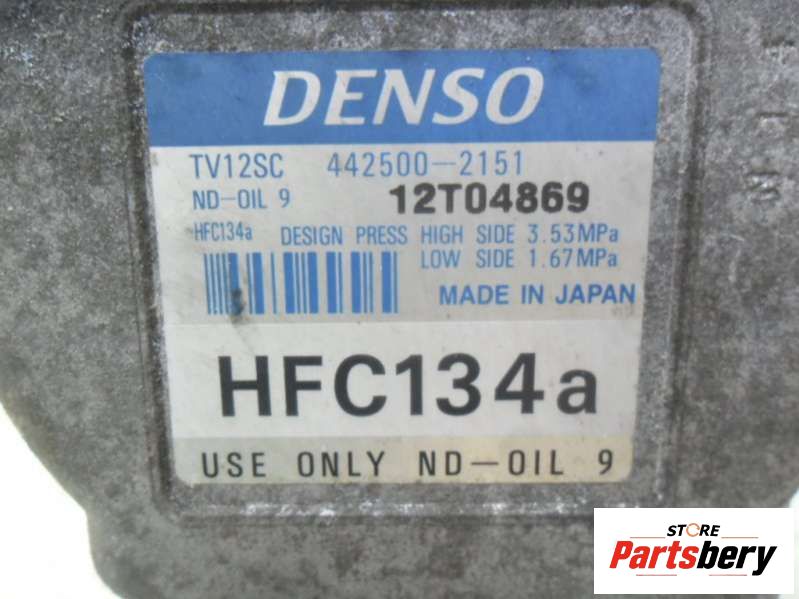 DENSO
TV12SC 442500-2151
ND-OIL 9 12T04869
HFC134a DESIGN PRESS HIGH SIDE 3.53MPa
LOW SIDE 1.67MPa
MADE IN JAPAN
HFC134a
USE ONLY ND-OIL 9
STORE
Partsbery